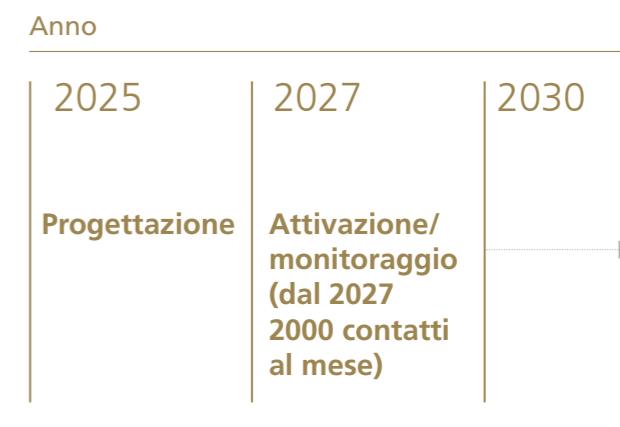 Anno
2025
2027
2030
Progettazione
Attivazione/
monitoraggio
(dal 2027
2000 contatti
al mese)